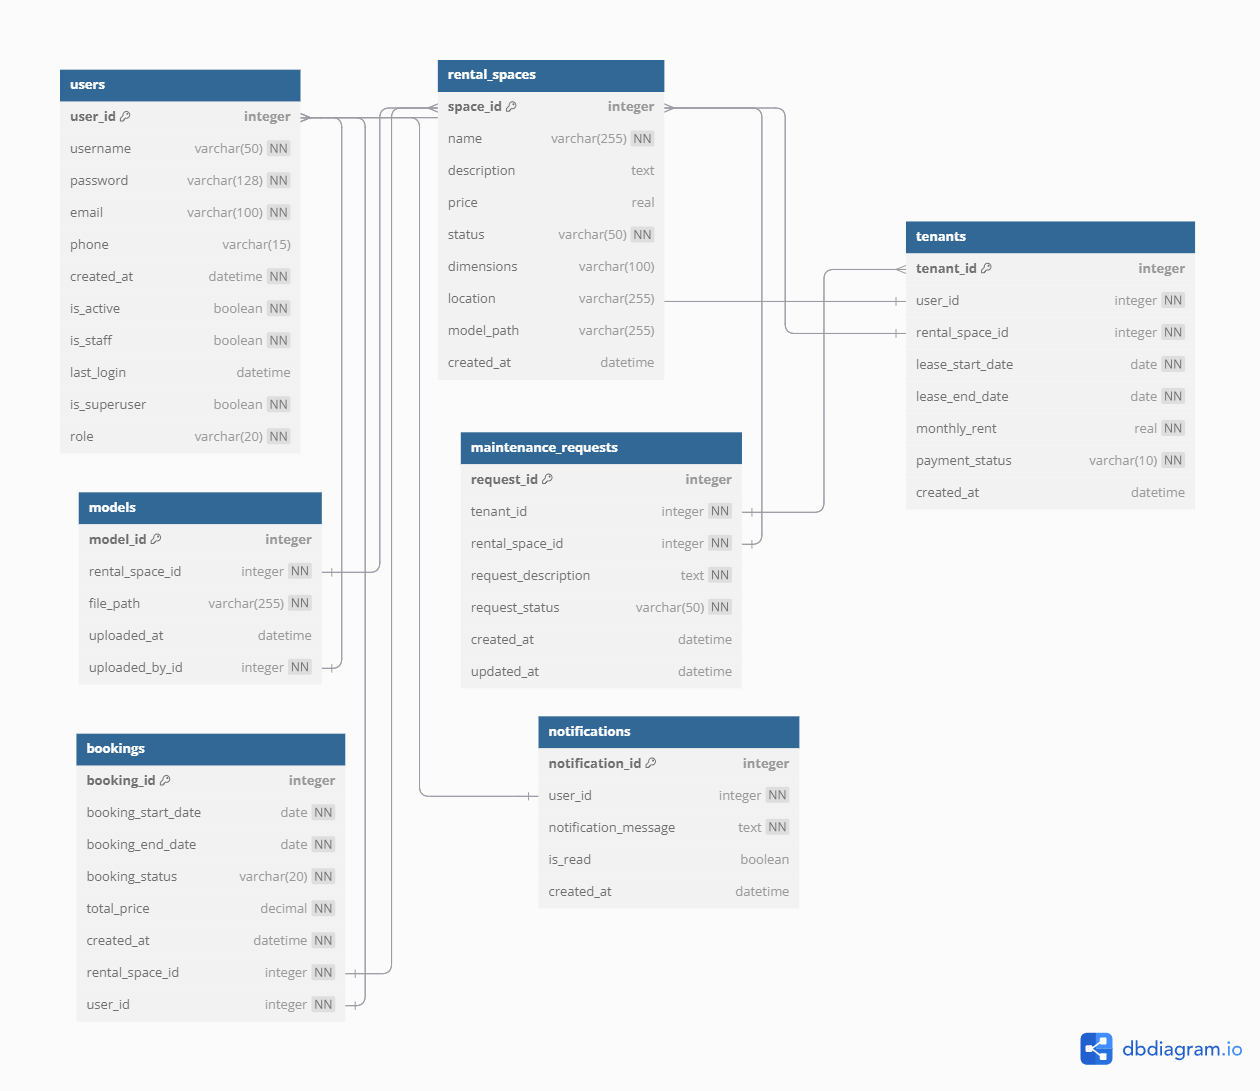 users
user_id integer
username varchar(50) NN
password varchar(128) NN
email varchar(100) NN
phone varchar(15)
created_at datetime NN
is_active boolean NN
is_staff boolean NN
last_login datetime
is_superuser boolean NN
role varchar(20) NN
rental_spaces
space_id integer
name varchar(255) NN
description text
price real
status varchar(50) NN
dimensions varchar(100)
location varchar(255)
model_path varchar(255)
created_at datetime
tenants
tenant_id integer
user_id integer NN
rental_space_id integer NN
lease_start_date date NN
lease_end_date date NN
monthly_rent real NN
payment_status varchar(10) NN
created_at datetime
maintenance_requests
request_id integer
tenant_id integer NN
rental_space_id integer NN
request_description text NN
request_status varchar(50) NN
created_at datetime
updated_at datetime
models
model_id integer
rental_space_id integer NN
file_path varchar(255) NN
uploaded_at datetime
uploaded_by_id integer NN
bookings
booking_id integer
booking_start_date date NN
booking_end_date date NN
booking_status varchar(20) NN
total_price decimal NN
created_at datetime NN
rental_space_id integer NN
user_id integer NN
notifications
notification_id integer
user_id integer NN
notification_message text NN
is_read boolean
created_at datetime
dbdiagram.io